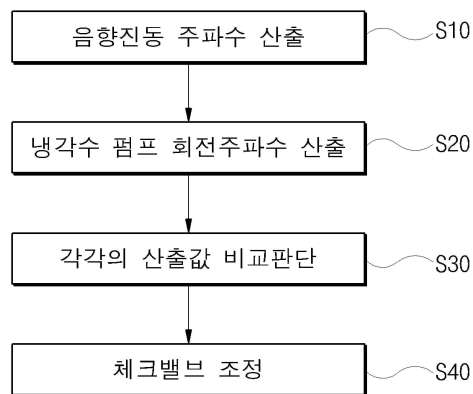 음향진동 주파수 산출
S10
냉각수 펌프 회전주파수 산출
S20
각각의 산출값 비교판단
S30
체크밸브 조정
S40